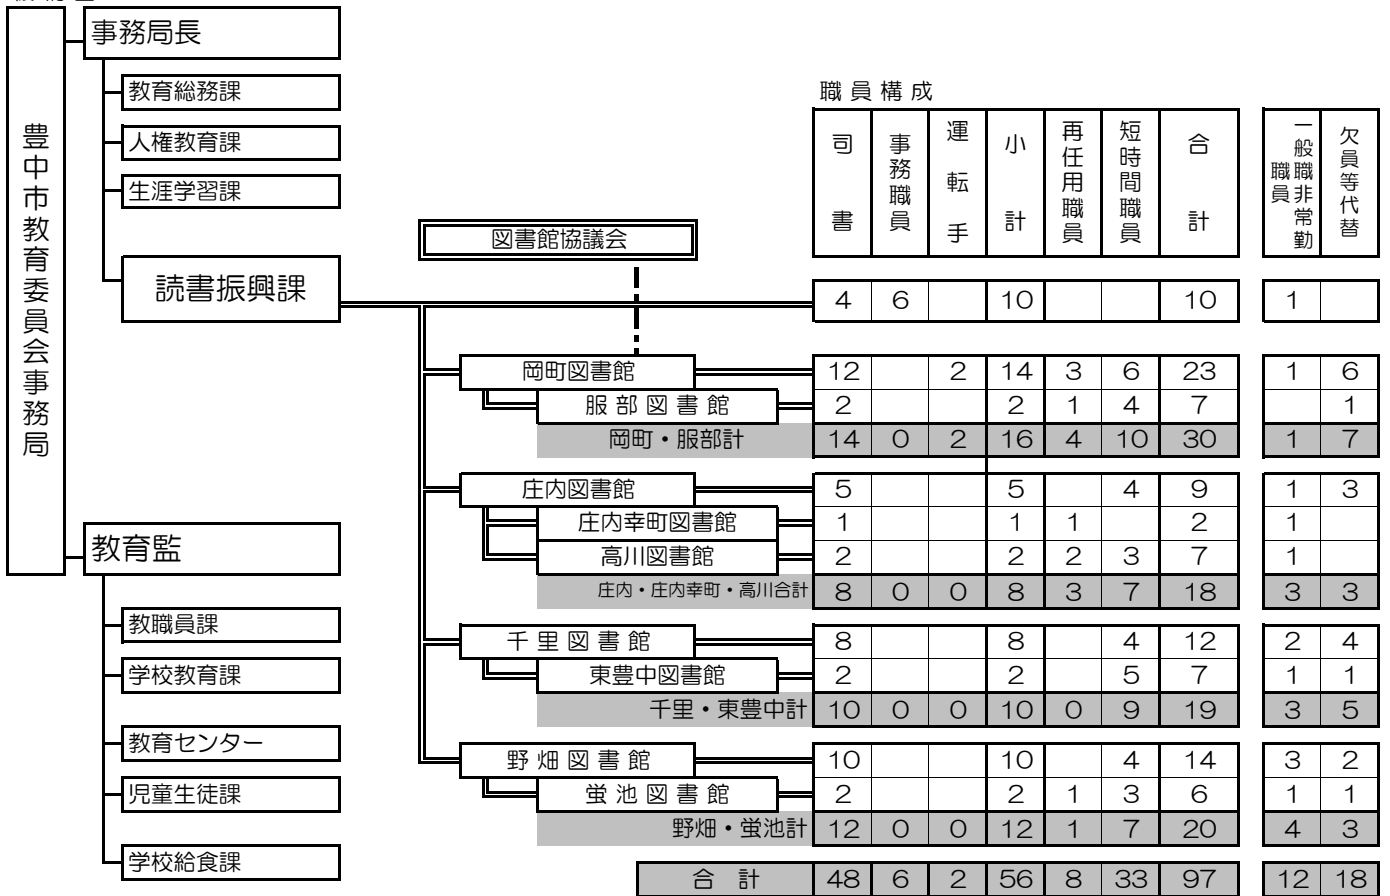 豊中市教育委員会事務局
事務局長
教育総務課
人権教育課
生涯学習課
読書振興課
教育監
教職員課
学校教育課
教育センター
児童生徒課
学校給食課
図書館協議会
職員構成
司書 事務職員 運転手 小計 再任用職員 短時間職員 合計 一般職非常勤職員 欠員等代替
4 6 10 10 1
岡町図書館 12 2 14 3 6 23 1 6
服部図書館 2 2 1 4 7 1
岡町・服部計 14 0 2 16 4 10 30 1 7
庄内図書館 5 5 4 9 1 3
庄内幸町図書館 1 1 1 2 1
高川図書館 2 2 2 3 7 1
庄内・庄内幸町・高川合計 8 0 0 8 3 7 18 3 3
千里図書館 8 8 4 12 2 4
東豊中図書館 2 2 5 7 1 1
千里・東豊中計 10 0 0 10 0 9 19 3 5
野畑図書館 10 10 4 14 3 2
蛍池図書館 2 2 1 3 6 1 1
野畑・蛍池計 12 0 0 12 1 7 20 4 3
合計 48 6 2 56 8 33 97 12 18